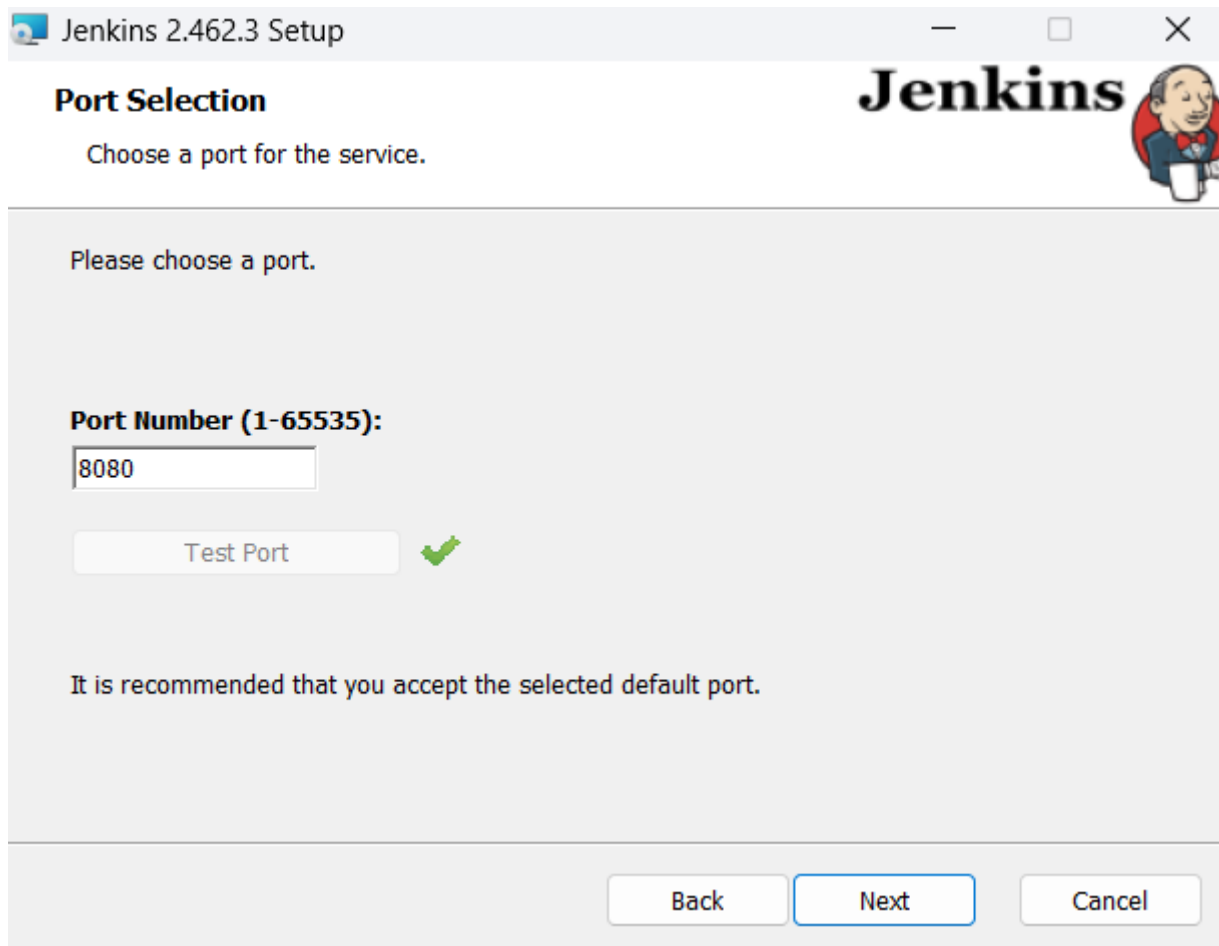 Jenkins 2.462.3 Setup
Port Selection
Jenkins
Choose a port for the service.
Please choose a port.
Port Number (1-65535):
8080
Test Port
It is recommended that you accept the selected default port.
Back
Next
Cancel